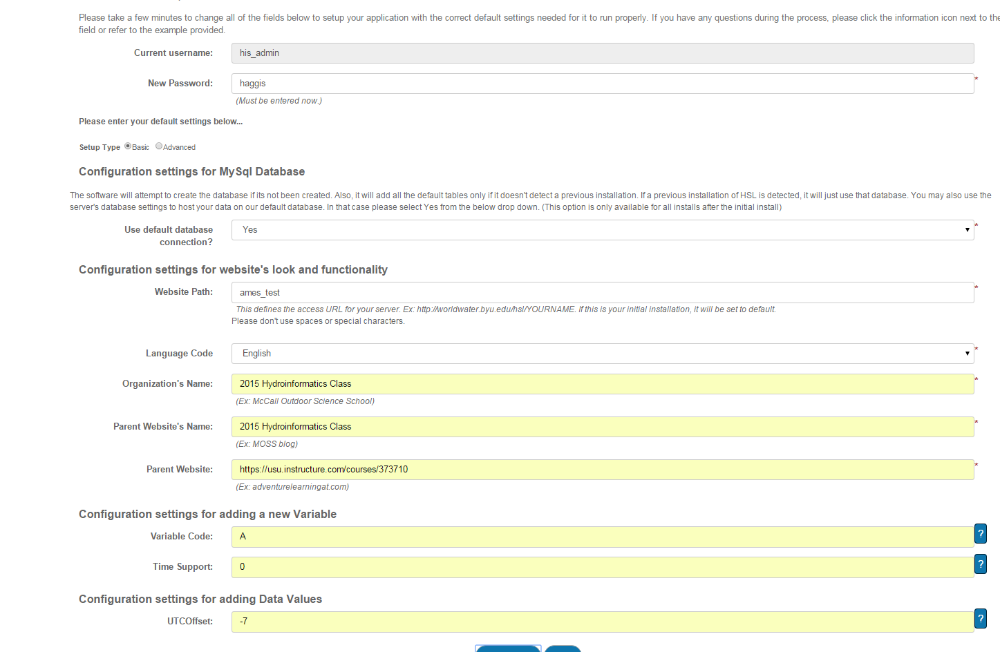 Please take a few minutes to change all of the fields below to setup your application with the correct default settings needed for it to run properly. If you have any questions during the process, please click the information icon next to the
field or refer to the example provided.
Current username: his_admin
New Password: haggis *
(Must be entered now.)
Please enter your default settings below...
Setup Type Basic Advanced
Configuration settings for MySql Database
The software will attempt to create the database if its not been created. Also, it will add all the default tables only if it doesn't detect a previous installation. If a previous installation of HSL is detected, it will just use that database. You may also use the
server's database settings to host your data on our default database. In that case please select Yes from the below drop down. (This option is only available for all installs after the initial install)
Use default database Yes *
connection?
Configuration settings for website's look and functionality
Website Path: ames_test *
This defines the access URL for your server. Ex: http://worldwater.byu.edu/hsl/YOURNAME. If this is your initial installation, it will be set to default.
Please don't use spaces or special characters.
Language Code English *
Organization's Name: 2015 Hydroinformatics Class *
(Ex: McCall Outdoor Science School)
Parent Website's Name: 2015 Hydroinformatics Class *
(Ex: MOSS blog)
Parent Website: https://usu.instructure.com/courses/373710 *
(Ex: adventurelearningat.com)
Configuration settings for adding a new Variable
Variable Code: A ?
Time Support: 0 ?
Configuration settings for adding Data Values
UTCOffset: -7 ?